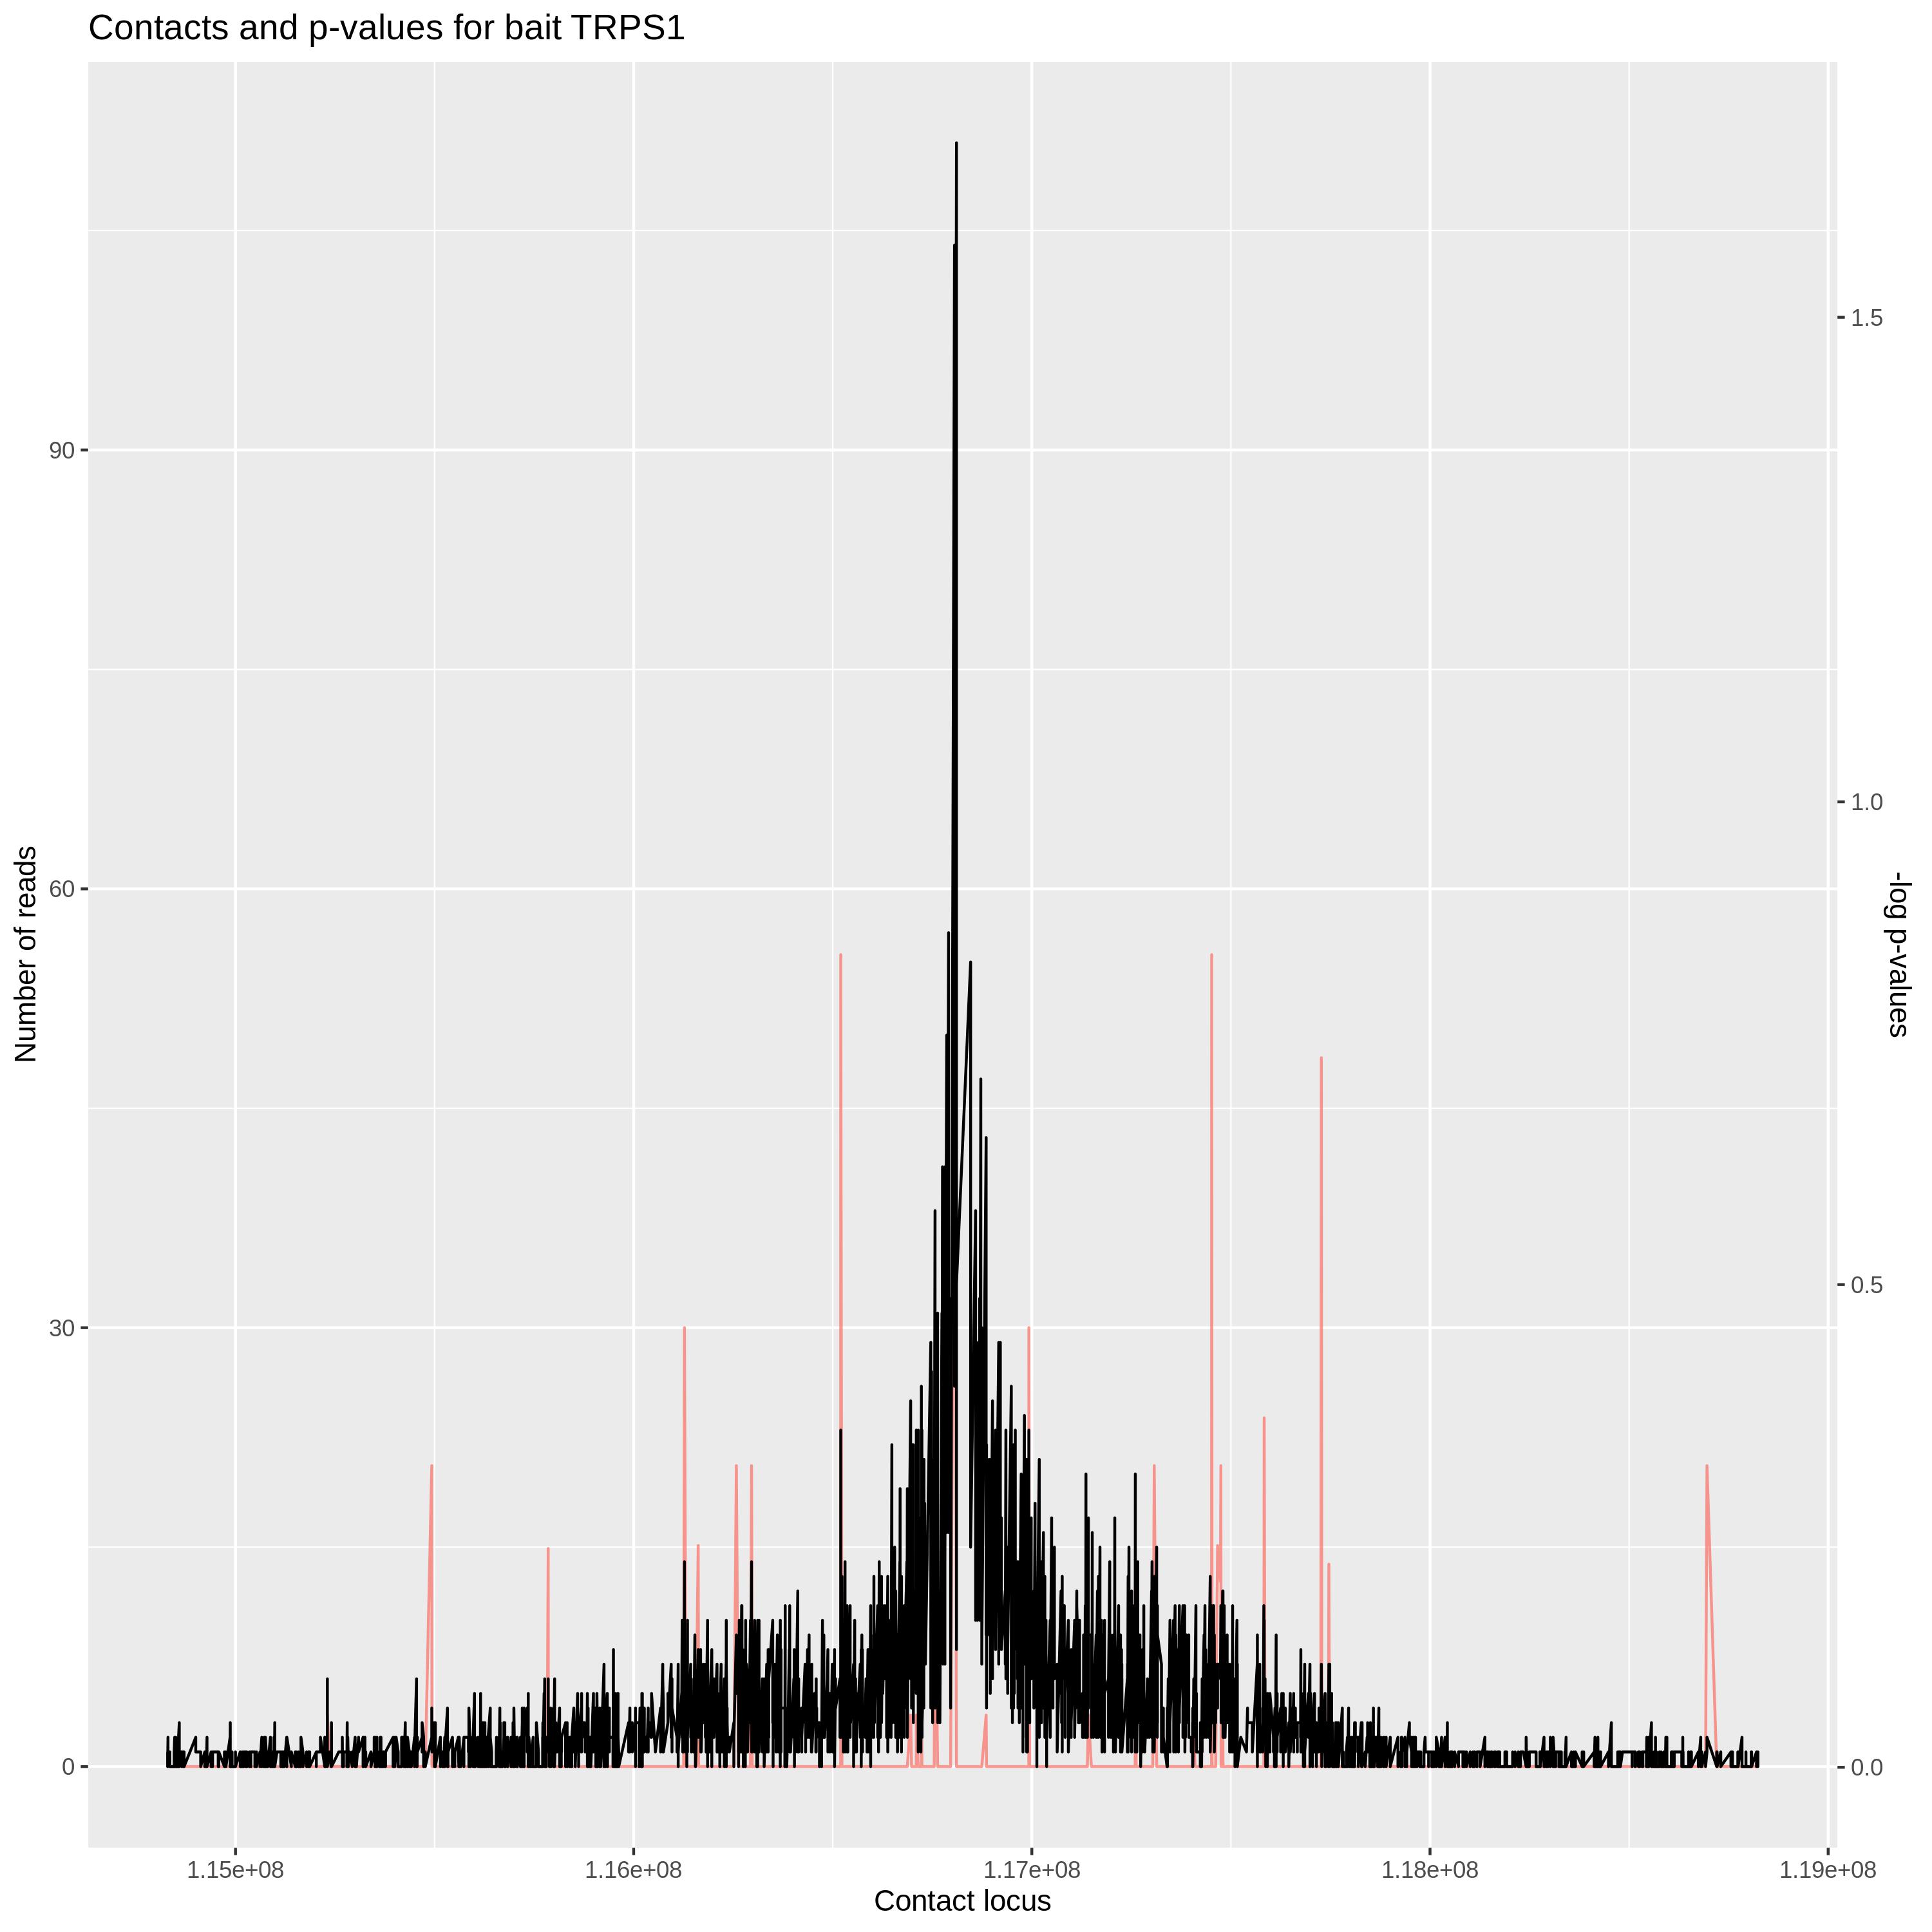 Contacts and p-values for bait TRPS1
90
60
30
0
Number of reads
1.5
1.0
0.5
0.0
-log p-values
1.15e+08
1.16e+08
1.17e+08
1.18e+08
1.19e+08
Contact locus